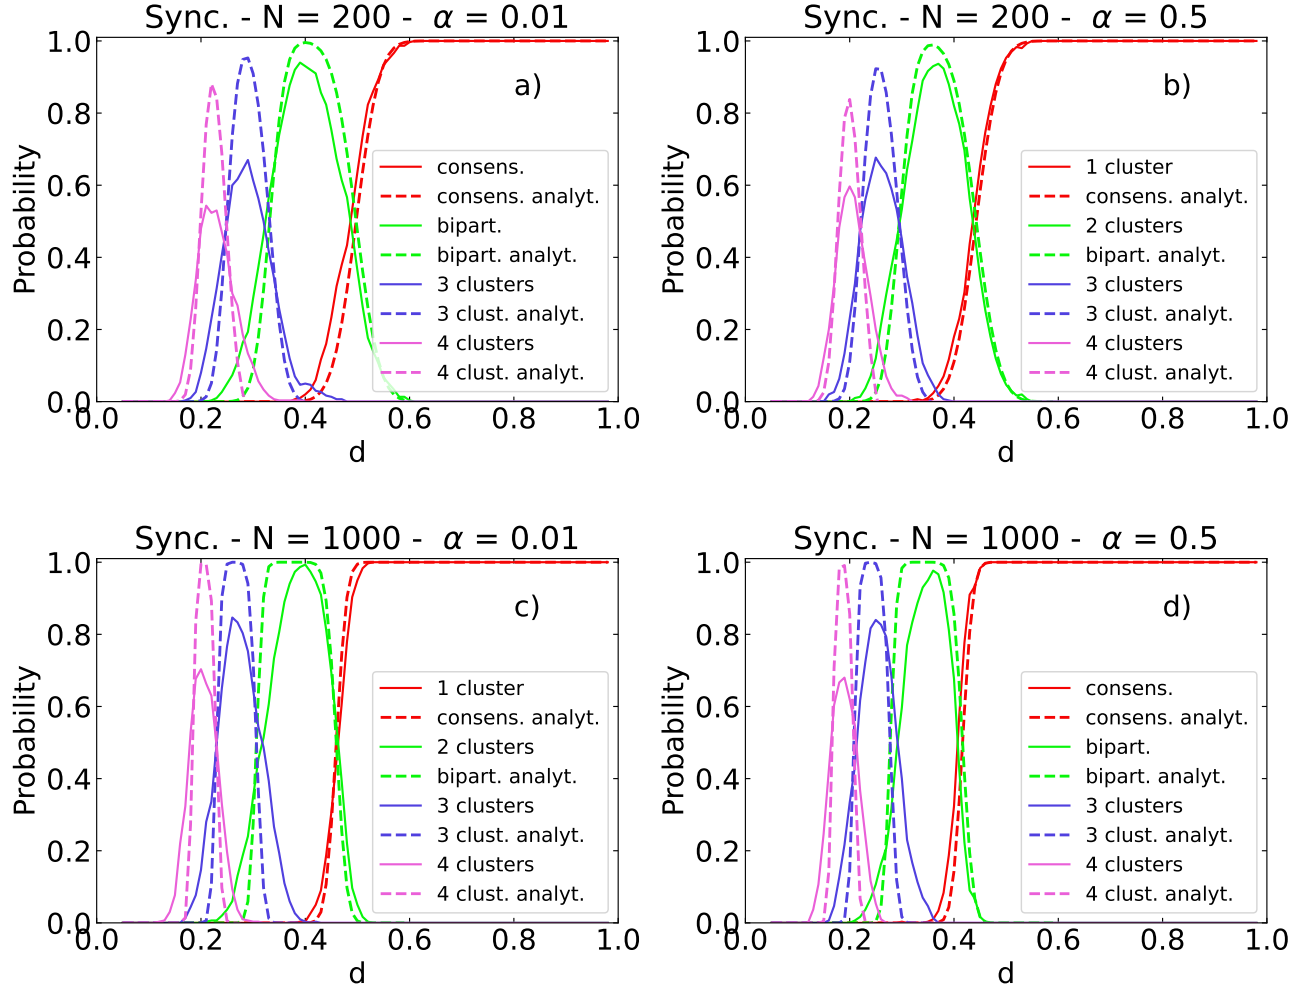 Sync. - N = 200 - α = 0.01
Probability
1.0
0.8
0.6
0.4
0.2
0.0
a)
consens.
consens. analyt.
bipart.
bipart. analyt.
3 clusters
3 clust. analyt.
4 clusters
4 clust. analyt.
0.0 0.2 0.4 0.6 0.8 1.0
d
Sync. - N = 200 - α = 0.5
Probability
1.0
0.8
0.6
0.4
0.2
0.0
b)
1 cluster
consens. analyt.
2 clusters
bipart. analyt.
3 clusters
3 clust. analyt.
4 clusters
4 clust. analyt.
0.0 0.2 0.4 0.6 0.8 1.0
d
Sync. - N = 1000 - α = 0.01
Probability
1.0
0.8
0.6
0.4
0.2
0.0
c)
1 cluster
consens. analyt.
2 clusters
bipart. analyt.
3 clusters
3 clust. analyt.
4 clusters
4 clust. analyt.
0.0 0.2 0.4 0.6 0.8 1.0
d
Sync. - N = 1000 - α = 0.5
Probability
1.0
0.8
0.6
0.4
0.2
0.0
d)
consens.
consens. analyt.
bipart.
bipart. analyt.
3 clusters
3 clust. analyt.
4 clusters
4 clust. analyt.
0.0 0.2 0.4 0.6 0.8 1.0
d